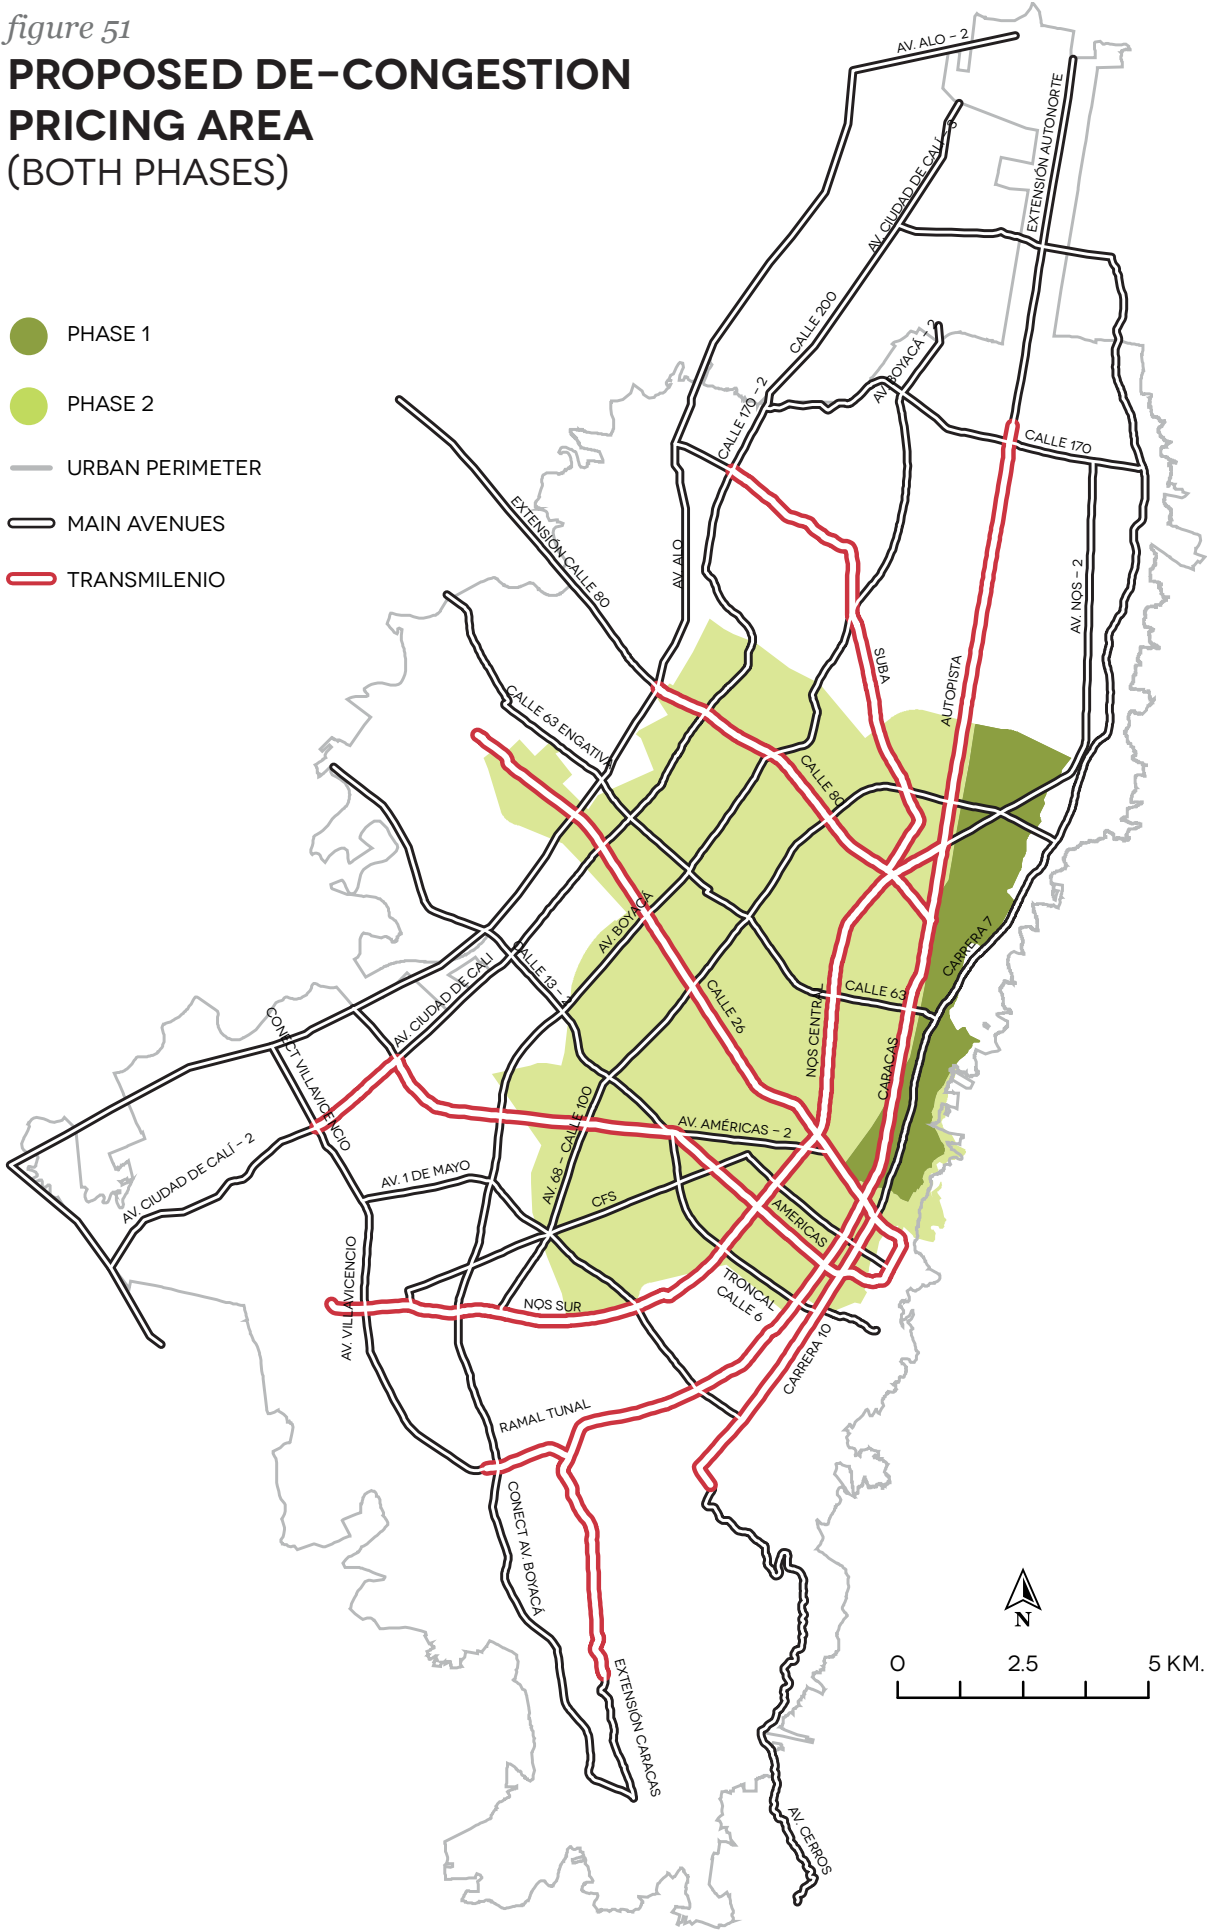 figure 51
PROPOSED DE-CONGESTION
PRICING AREA
(BOTH PHASES)
PHASE 1
PHASE 2
URBAN PERIMETER
MAIN AVENUES
TRANSMILENIO
AV. ALO - 2
EXTENSIÓN AUTONORTE
AV. CIUDAD DE CALÍ - 3
CALLE 200
AV. BOYACÁ - 2
CALLE 170 - 2
CALLE 170
EXTENSIÓN CALLE 80
AV. ALO
AV. NQS - 2
SUBA
AUTOPISTA
CALLE 63 ENGATIVA
CALLE 80
AV. BOYACÁ
CARRERA 7
CALLE 13 - 2
AV. CIUDAD DE CALI
CALLE 26
CALLE 63
NQS CENTRAL
CARACAS
CONECT VILLAVICENCIO
AV. CIUDAD DE CALÍ - 2
AV. 68 - CALLE 100
AV. AMÉRICAS - 2
AV. 1 DE MAYO
CFS
AMÉRICAS
AV. VILLAVICENCIO
NQS SUR
TRONCAL
CALLE 6
CARRERA 10
RAMAL TUNAL
CONECT AV. BOYACÁ
EXTENSIÓN CARACAS
AV. CERROS
N
0 2.5 5 KM.